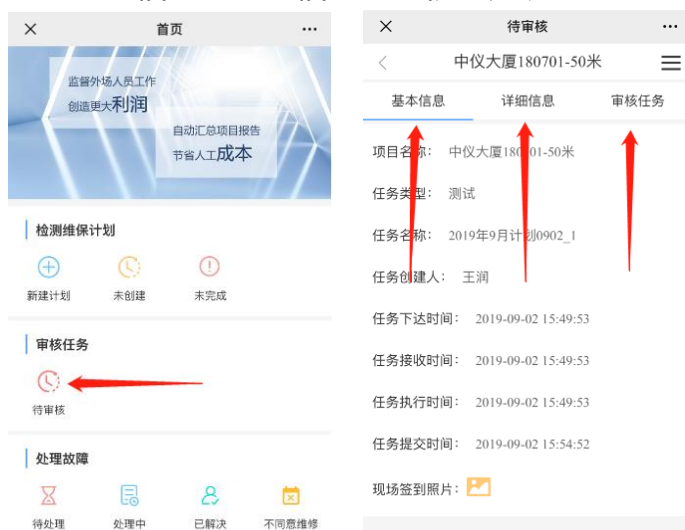 首页
监督外场人员工作
创造更大利润
自动汇总项目报告
节省人工成本
检测维保计划
新建计划 未创建 未完成
审核任务
待审核
处理故障
待处理 处理中 已解决 不同意维修
待审核
中仪大厦180701-50米
基本信息 详细信息 审核任务
项目名称： 中仪大厦180701-50米
任务类型： 测试
任务名称： 2019年9月计划0902_1
任务创建人： 王润
任务下达时间： 2019-09-02 15:49:53
任务接收时间： 2019-09-02 15:49:53
任务执行时间： 2019-09-02 15:49:53
任务提交时间： 2019-09-02 15:54:52
现场签到照片：